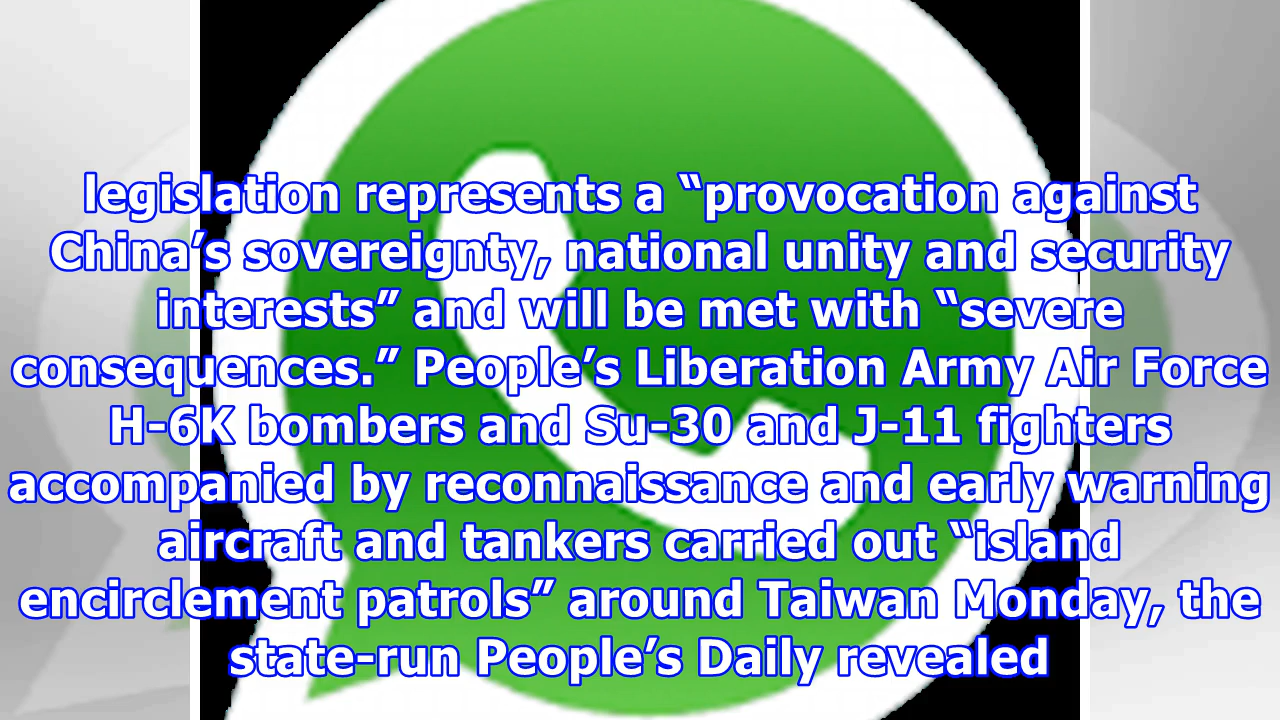 legislation represents a “provocation against
China’s sovereignty, national unity and security
interests” and will be met with “severe
consequences.” People’s Liberation Army Air Force
H-6K bombers and Su-30 and J-11 fighters
accompanied by reconnaissance and early warning
aircraft and tankers carried out “island
encirclement patrols” around Taiwan Monday, the
state-run People’s Daily revealed